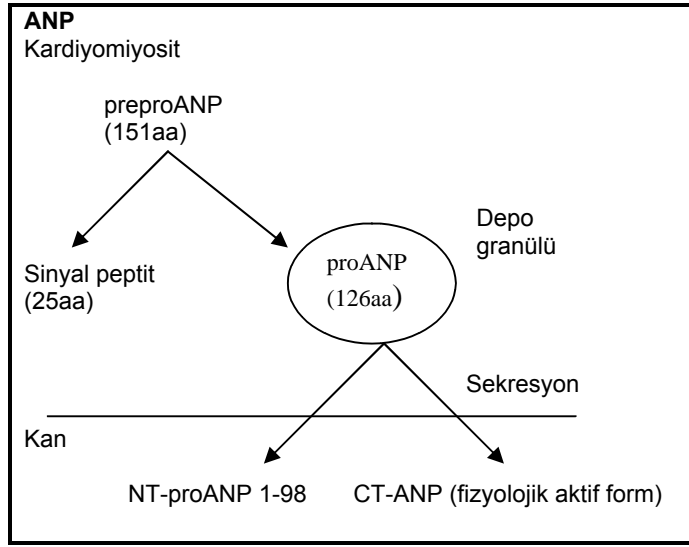 ANP
Kardiyomiyosit
preproANP
(151aa)
Depo
granülü
Sinyal peptit
(25aa)
proANP
(126aa)
Sekresyon
Kan
NT-proANP 1-98
CT-ANP (fizyolojik aktif form)